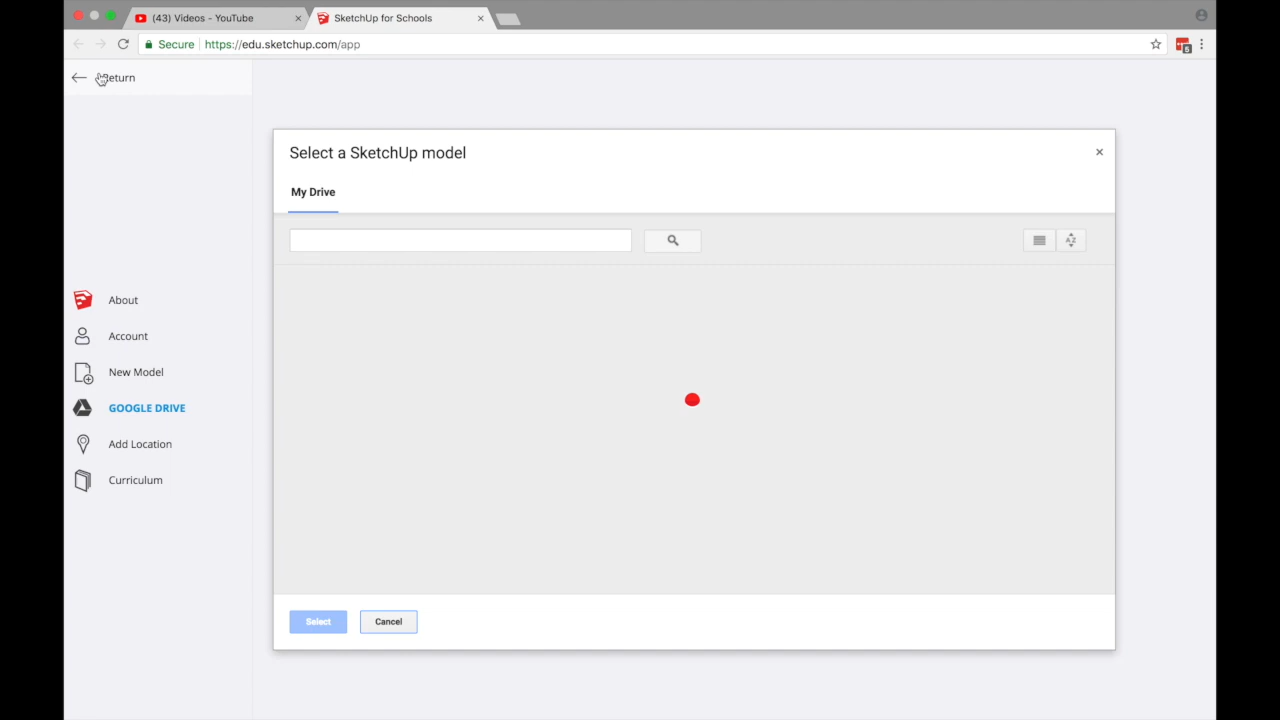 (43) Videos - YouTube
SketchUp for Schools
Secure
https://edu.sketchup.com/app
5
Return
Select a SketchUp model
My Drive
About
Account
New Model
GOOGLE DRIVE
Add Location
Curriculum
Select
Cancel